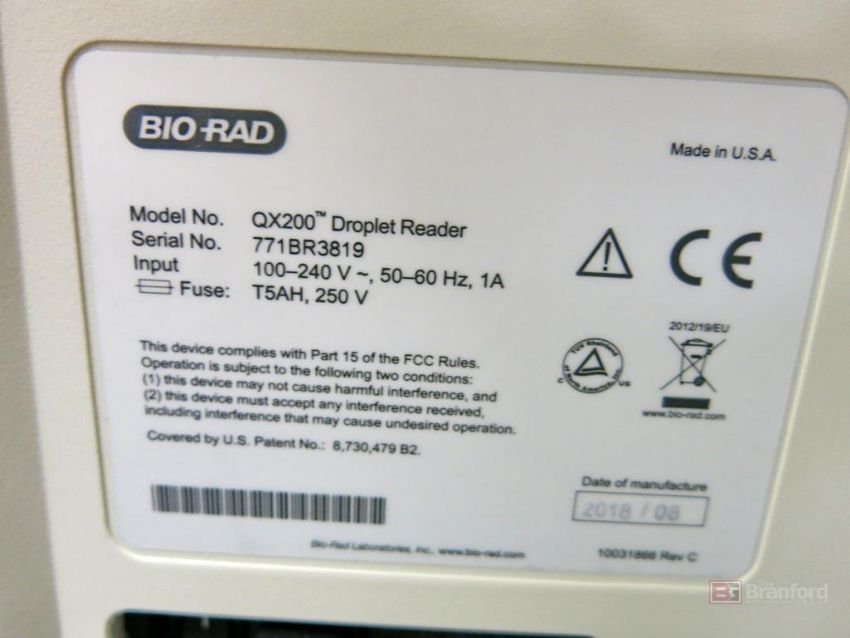 BIO-RAD
Made in U.S.A.
Model No. QX200™ Droplet Reader
Serial No. 771BR3819
Input 100–240 V ~, 50–60 Hz, 1A
Fuse: T5AH, 250 V
CE
2012/19/EU
This device complies with Part 15 of the FCC Rules.
Operation is subject to the following two conditions:
(1) this device may not cause harmful interference, and
(2) this device must accept any interference received,
including interference that may cause undesired operation.
C US
www.bio-rad.com
Covered by U.S. Patent No.: 8,730,479 B2.
Date of manufacture
2018 / 08
Bio-Rad Laboratories, Inc., www.bio-rad.com
10031866 Rev C
The Branford